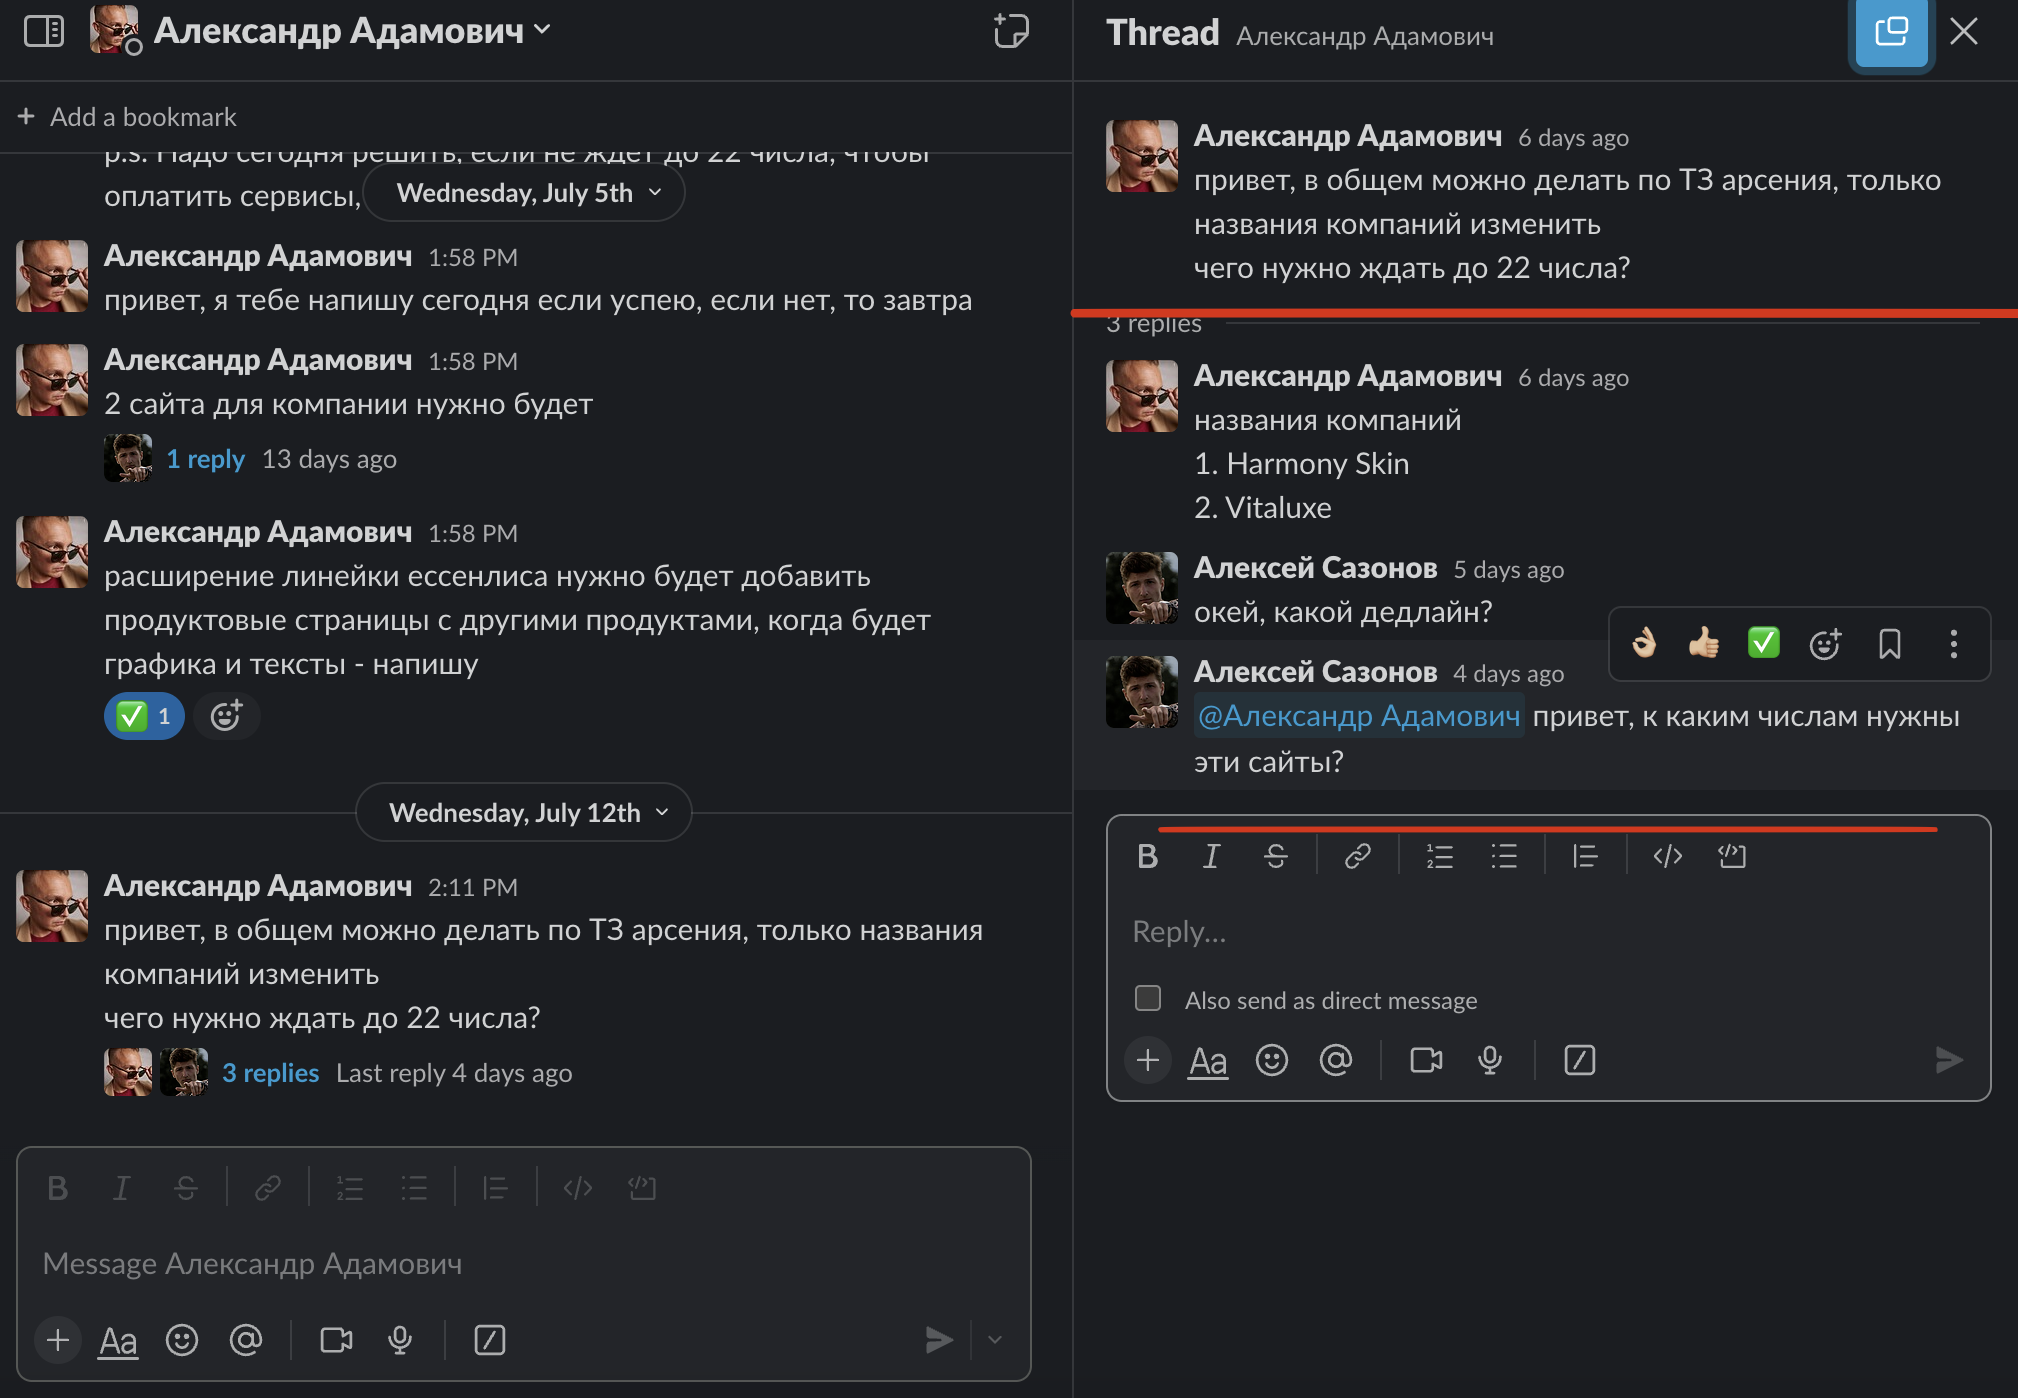 Александр Адамович
+ Add a bookmark
p.s. Надо сегодня решить, если не ждет до 22 числа, чтобы
оплатить сервисы,
Wednesday, July 5th
Александр Адамович 1:58 PM
привет, я тебе напишу сегодня если успею, если нет, то завтра
Александр Адамович 1:58 PM
2 сайта для компании нужно будет
1 reply 13 days ago
Александр Адамович 1:58 PM
расширение линейки ессенлиса нужно будет добавить
продуктовые страницы с другими продуктами, когда будет
графика и тексты - напишу
1
Wednesday, July 12th
Александр Адамович 2:11 PM
привет, в общем можно делать по ТЗ арсения, только названия
компаний изменить
чего нужно ждать до 22 числа?
3 replies Last reply 4 days ago
Message Александр Адамович
Aa
Thread Александр Адамович
Александр Адамович 6 days ago
привет, в общем можно делать по ТЗ арсения, только
названия компаний изменить
чего нужно ждать до 22 числа?
3 replies
Александр Адамович 6 days ago
названия компаний
1. Harmony Skin
2. Vitaluxe
Алексей Сазонов 5 days ago
окей, какой дедлайн?
Алексей Сазонов 4 days ago
@Александр Адамович привет, к каким числам нужны
эти сайты?
Reply...
Also send as direct message
Aa